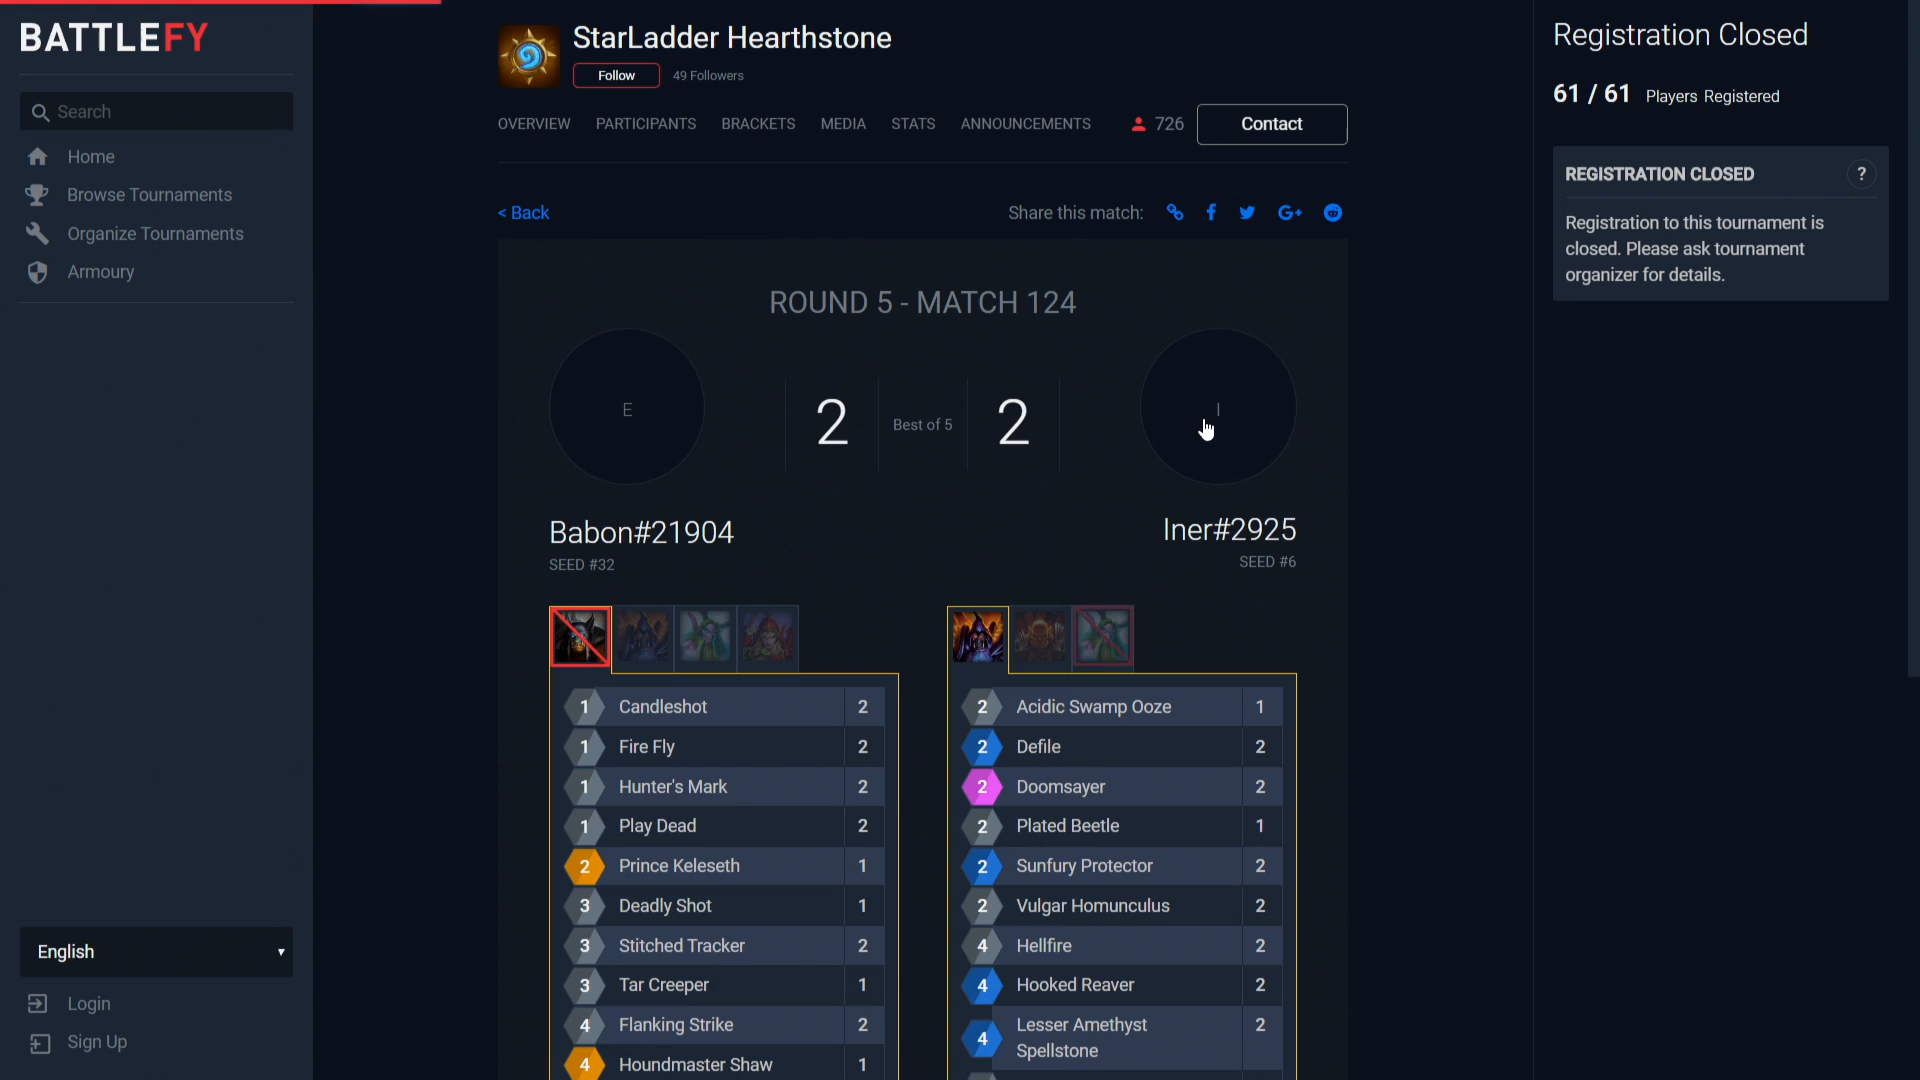 BATTLEFY
Search
Home
Browse Tournaments
Organize Tournaments
Armoury
English
Login
Sign Up
StarLadder Hearthstone
Follow
49 Followers
OVERVIEW PARTICIPANTS BRACKETS MEDIA STATS ANNOUNCEMENTS 726 Contact
< Back
Share this match: G+
ROUND 5 - MATCH 124
E
2 Best of 5 2
I
Babon#21904
SEED #32
Iner#2925
SEED #6
1 Candleshot 2
1 Fire Fly 2
1 Hunter's Mark 2
1 Play Dead 2
2 Prince Keleseth 1
3 Deadly Shot 1
3 Stitched Tracker 2
3 Tar Creeper 1
4 Flanking Strike 2
4 Houndmaster Shaw 1
2 Acidic Swamp Ooze 1
2 Defile 2
2 Doomsayer 2
2 Plated Beetle 1
2 Sunfury Protector 2
2 Vulgar Homunculus 2
4 Hellfire 2
4 Hooked Reaver 2
4 Lesser Amethyst 2
Spellstone
Registration Closed
61 / 61 Players Registered
REGISTRATION CLOSED ?
Registration to this tournament is
closed. Please ask tournament
organizer for details.